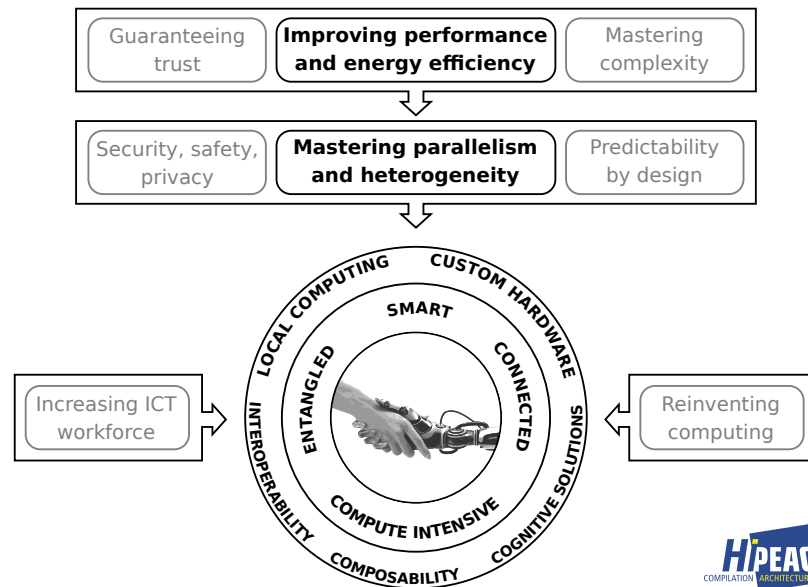 Guaranteeing
trust
Improving performance
and energy efficiency
Mastering
complexity
Security, safety,
privacy
Mastering parallelism
and heterogeneity
Predictability
by design
LOCAL COMPUTING
CUSTOM HARDWARE
SMART
ENTANGLED
CONNECTED
COMPUTE INTENSIVE
INTEROPERABILITY
COMPOSABILITY
COGNITIVE SOLUTIONS
Increasing ICT
workforce
Reinventing
computing
HiPEAC
COMPILATION